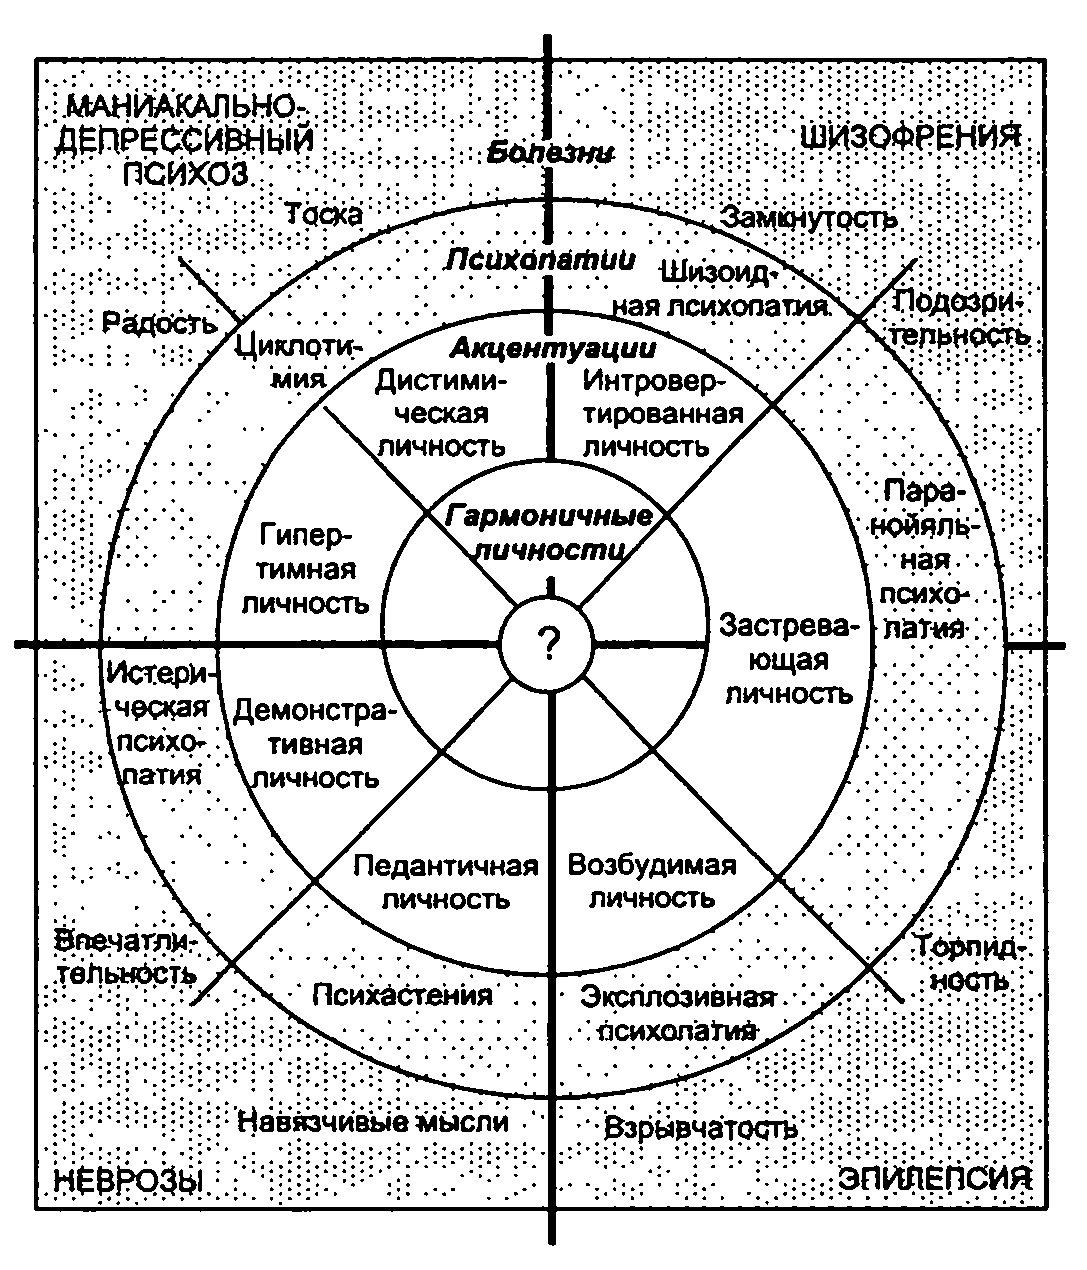 МАНИАКАЛЬНО-
ДЕПРЕССИВНЫЙ
ПСИХОЗ
ШИЗОФРЕНИЯ
Болезни
Тоска
Замкнутость
Психопатии
Шизоид-
ная психопатия
Радость
Подозри-
тельность
Циклоти-
мия
Акцентуации
Дистими-
ческая
личность
Интровер-
тированная
личность
Гармоничные
личности
Пара-
нойяль-
ная
психо-
патия
Гипер-
тимная
личность
?
Застрева-
ющая
личность
Истери-
ческая
психо-
патия
Демонстра-
тивная
личность
Педантичная
личность
Возбудимая
личность
Впечатли-
тельность
Торпид-
ность
Психастения
Эксплозивная
психопатия
Навязчивые мысли
Взрывчатость
НЕВРОЗЫ
ЭПИЛЕПСИЯ